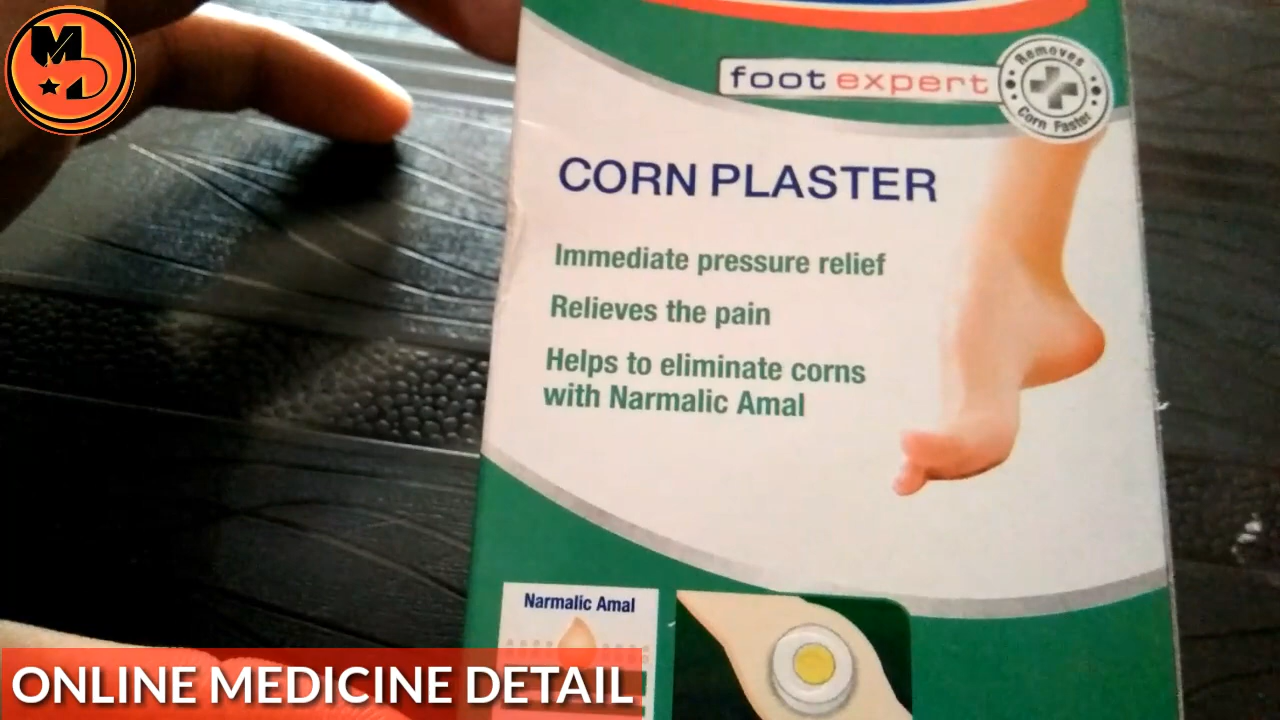 foot expert
Removes
Corn Faster
CORN PLASTER
Immediate pressure relief
Relieves the pain
Helps to eliminate corns
with Narmalic Amal
Narmalic Amal
ONLINE MEDICINE DETAIL